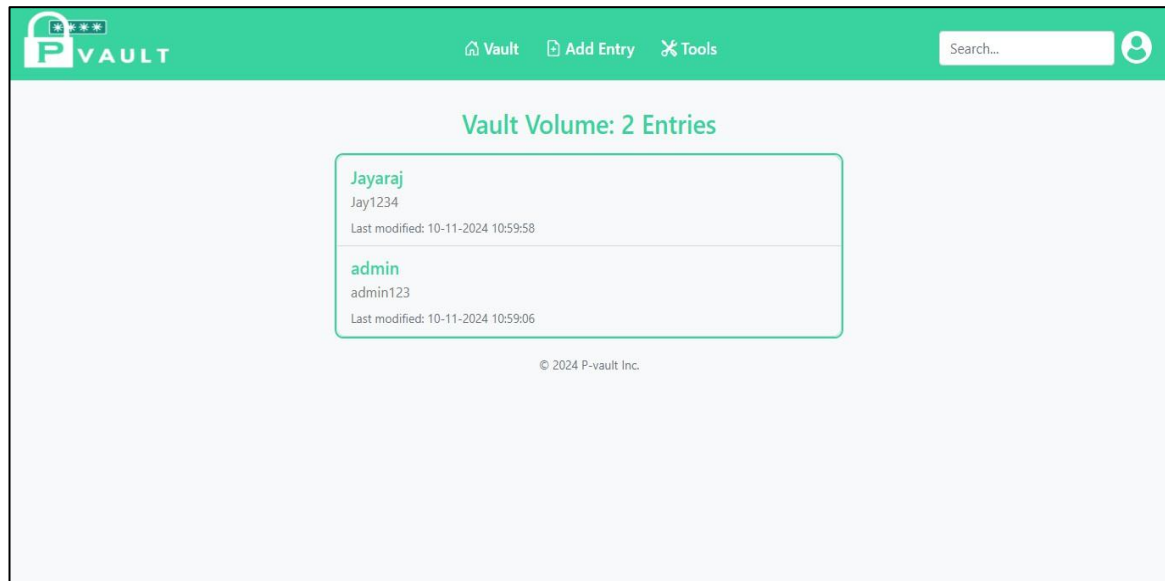 ****
P VAULT
Vault Add Entry Tools
Search...
Vault Volume: 2 Entries
Jayaraj
Jay1234
Last modified: 10-11-2024 10:59:58
admin
admin123
Last modified: 10-11-2024 10:59:06
© 2024 P-vault Inc.